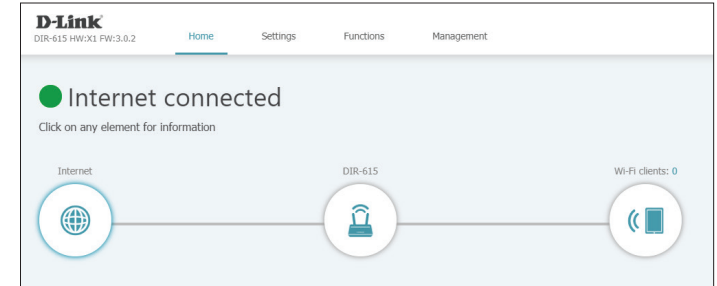 D-Link
DIR-615 HW:X1 FW:3.0.2
Home Settings Functions Management
Internet connected
Click on any element for information
Internet DIR-615 Wi-Fi clients: 0